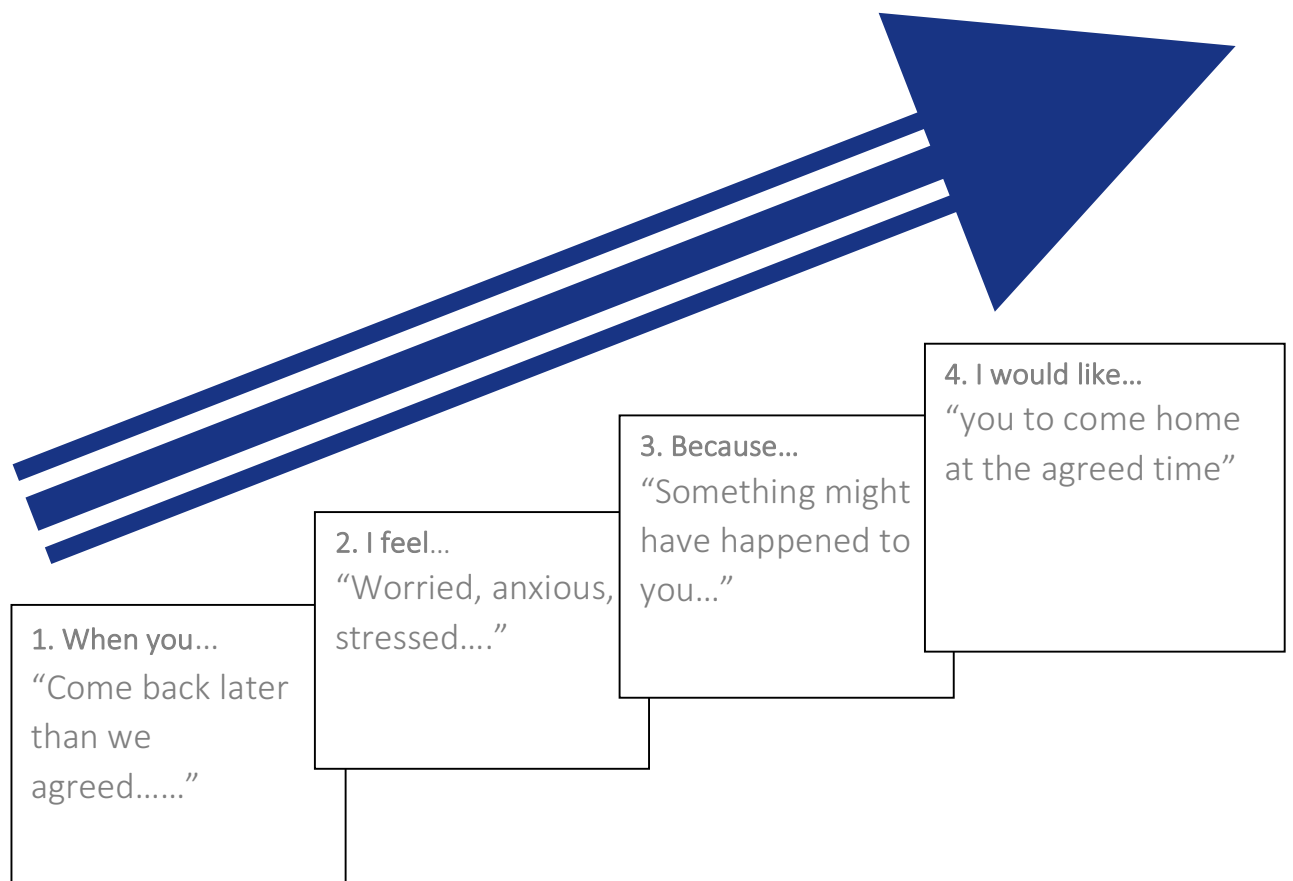 1. When you...
“Come back later
than we
agreed......”
2. I feel...
“Worried, anxious,
stressed....”
3. Because...
“Something might
have happened to
you...”
4. I would like...
“you to come home
at the agreed time”